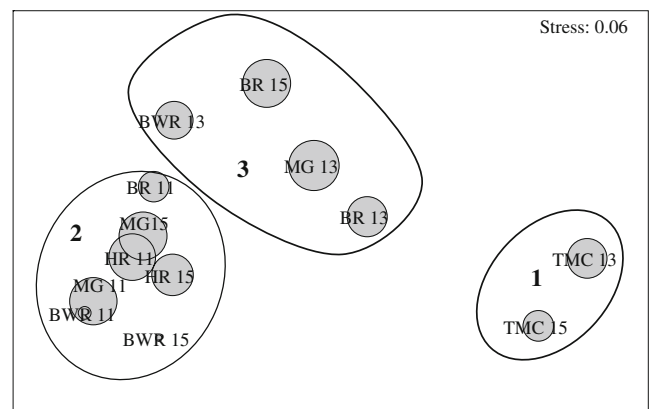 Stress: 0.06
BR 15
BWR 13
MG 13
3
BR 11
BR 13
MG15
2
HR 11
TMC 13
HR 15
1
MG 11
BWR 11
TMC 15
BWR 15